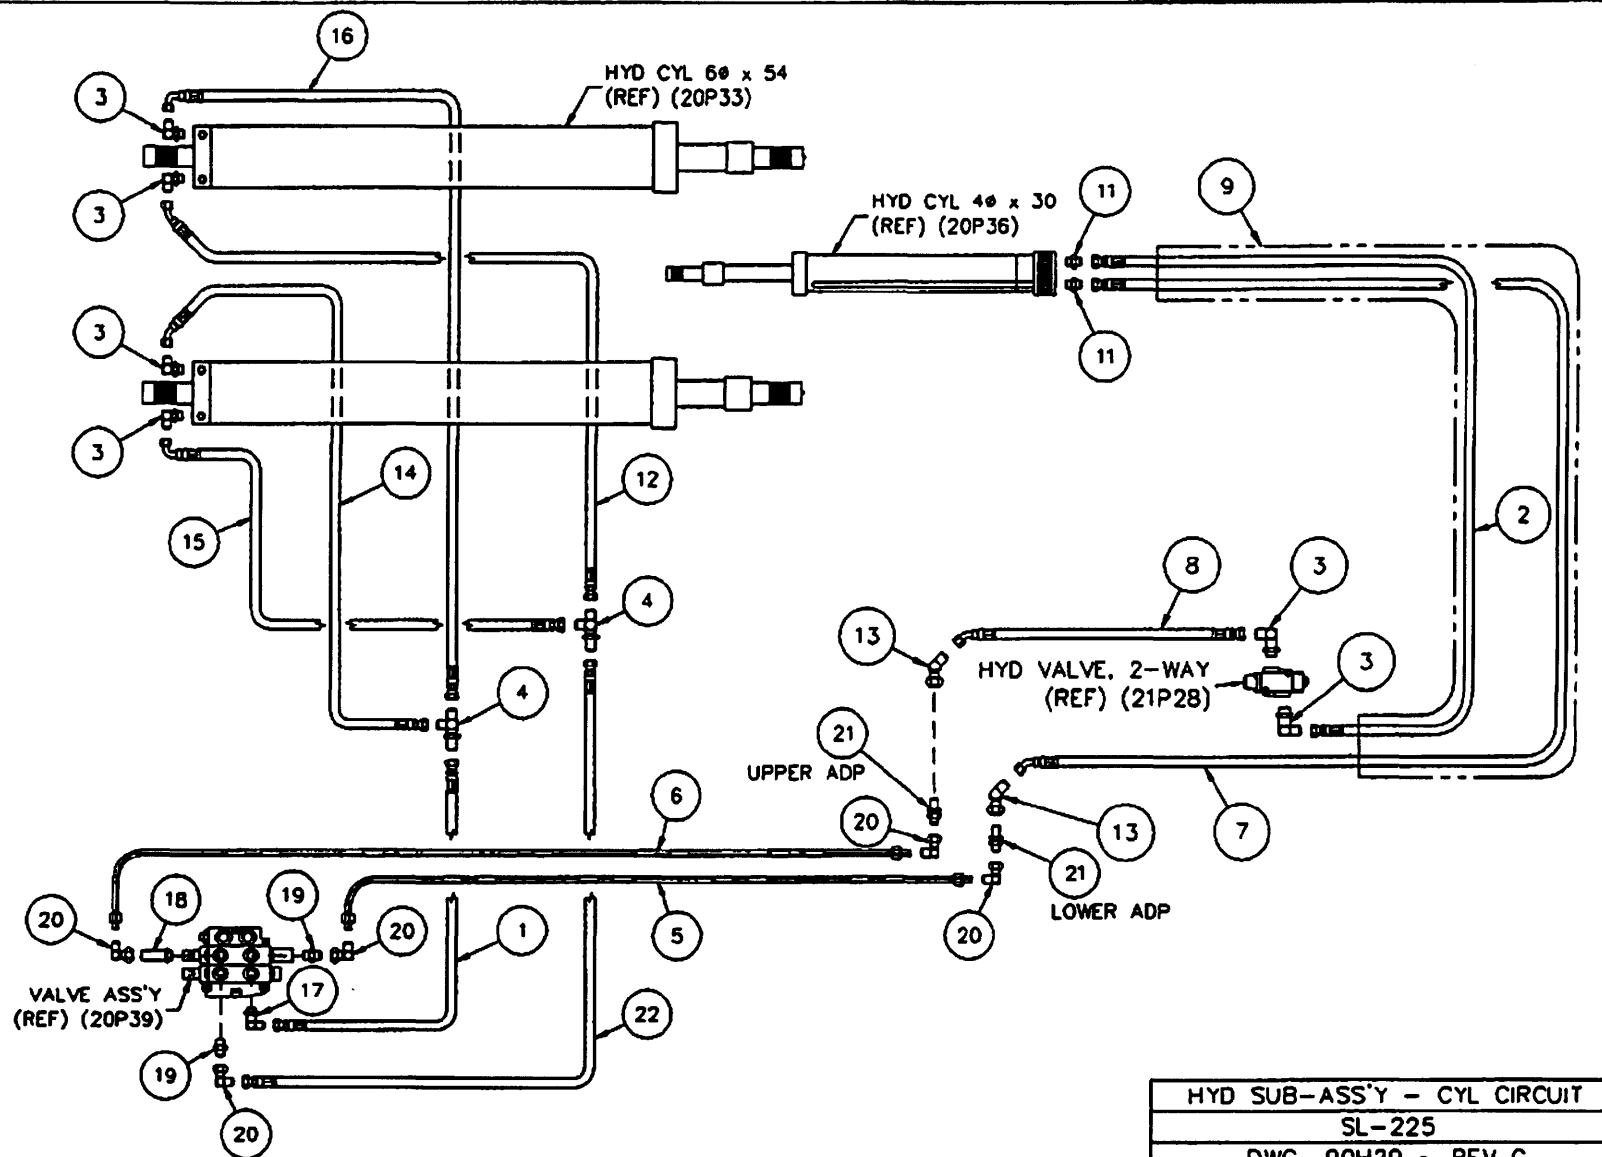 16
HYD CYL 6ø x 54
(REF) (20P33)
3
3
9
11
HYD CYL 4ø x 30
(REF) (20P36)
3
11
3
14
12
2
15
8
3
4
13
3
HYD VALVE, 2-WAY
(REF) (21P28)
4
21
UPPER ADP
6
20
13
7
21
LOWER ADP
20
18
19
20
1
5
20
17
VALVE ASS'Y
(REF) (20P39)
22
19
20
HYD SUB-ASS'Y - CYL CIRCUIT
SL-225